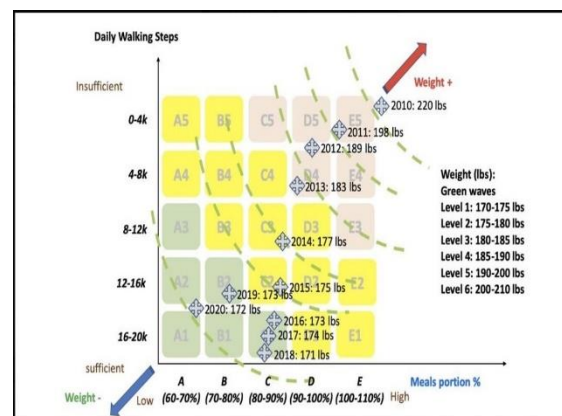 Daily Walking Steps
Insufficient
Weight +
0-4k
A5 B5 C5 D5 E5
2010: 220 lbs
2011: 198 lbs
2012: 189 lbs
4-8k
A4 B4 C4 D4 E4
2013: 183 lbs
Weight (lbs):
Green waves
Level 1: 170-175 lbs
Level 2: 175-180 lbs
Level 3: 180-185 lbs
Level 4: 185-190 lbs
Level 5: 190-200 lbs
Level 6: 200-210 lbs
8-12k
A3 B3 C3 D3 E3
2014: 177 lbs
12-16k
A2 B2 C2 E2
2015: 175 lbs
2019: 173 lbs
2020: 172 lbs
16-20k
A1 B1 E1
2016: 173 lbs
2017: 174 lbs
2018: 171 lbs
sufficient
Weight -
Low
A B C D E
(60-70%) (70-80%) (80-90%) (90-100%) (100-110%)
High
Meals portion %